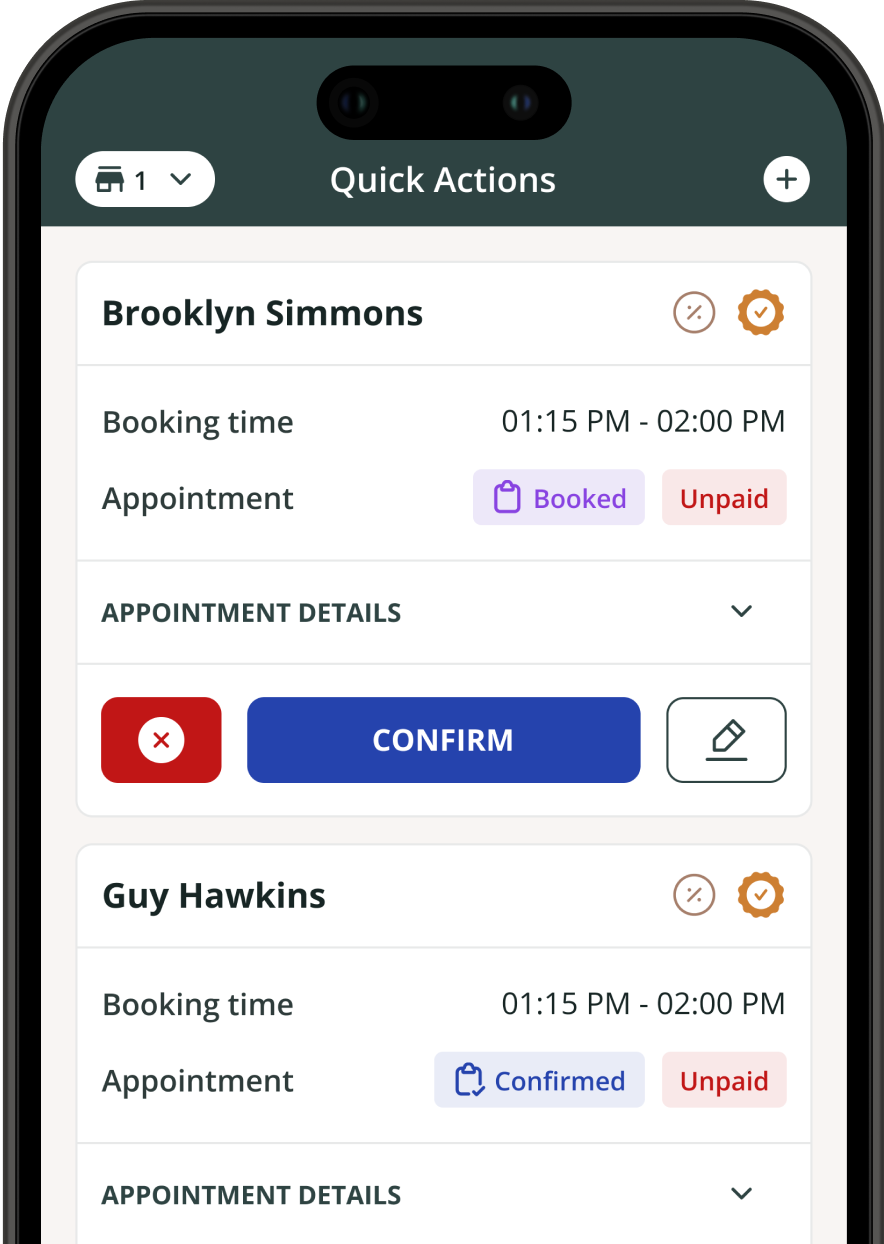 1
Quick Actions
Brooklyn Simmons
Booking time 01:15 PM - 02:00 PM
Appointment Booked Unpaid
APPOINTMENT DETAILS
CONFIRM
Guy Hawkins
Booking time 01:15 PM - 02:00 PM
Appointment Confirmed Unpaid
APPOINTMENT DETAILS